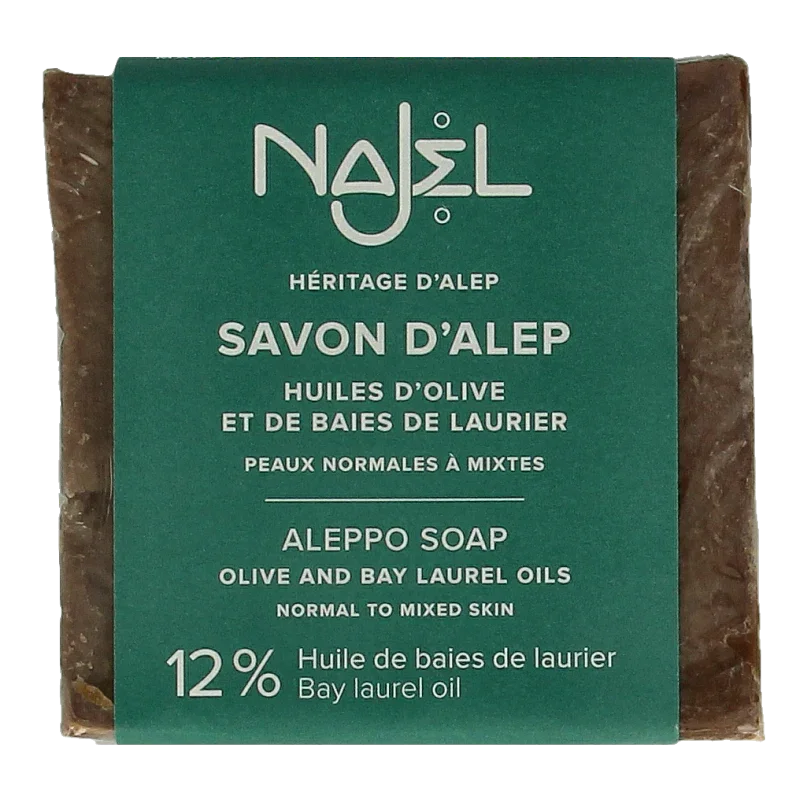 NAJEL
HÉRITAGE D'ALEP
SAVON D'ALEP
HUILES D'OLIVE
ET DE BAIES DE LAURIER
PEAUX NORMALES À MIXTES
ALEPPO SOAP
OLIVE AND BAY LAUREL OILS
NORMAL TO MIXED SKIN
12% Huile de baies de laurier
Bay laurel oil